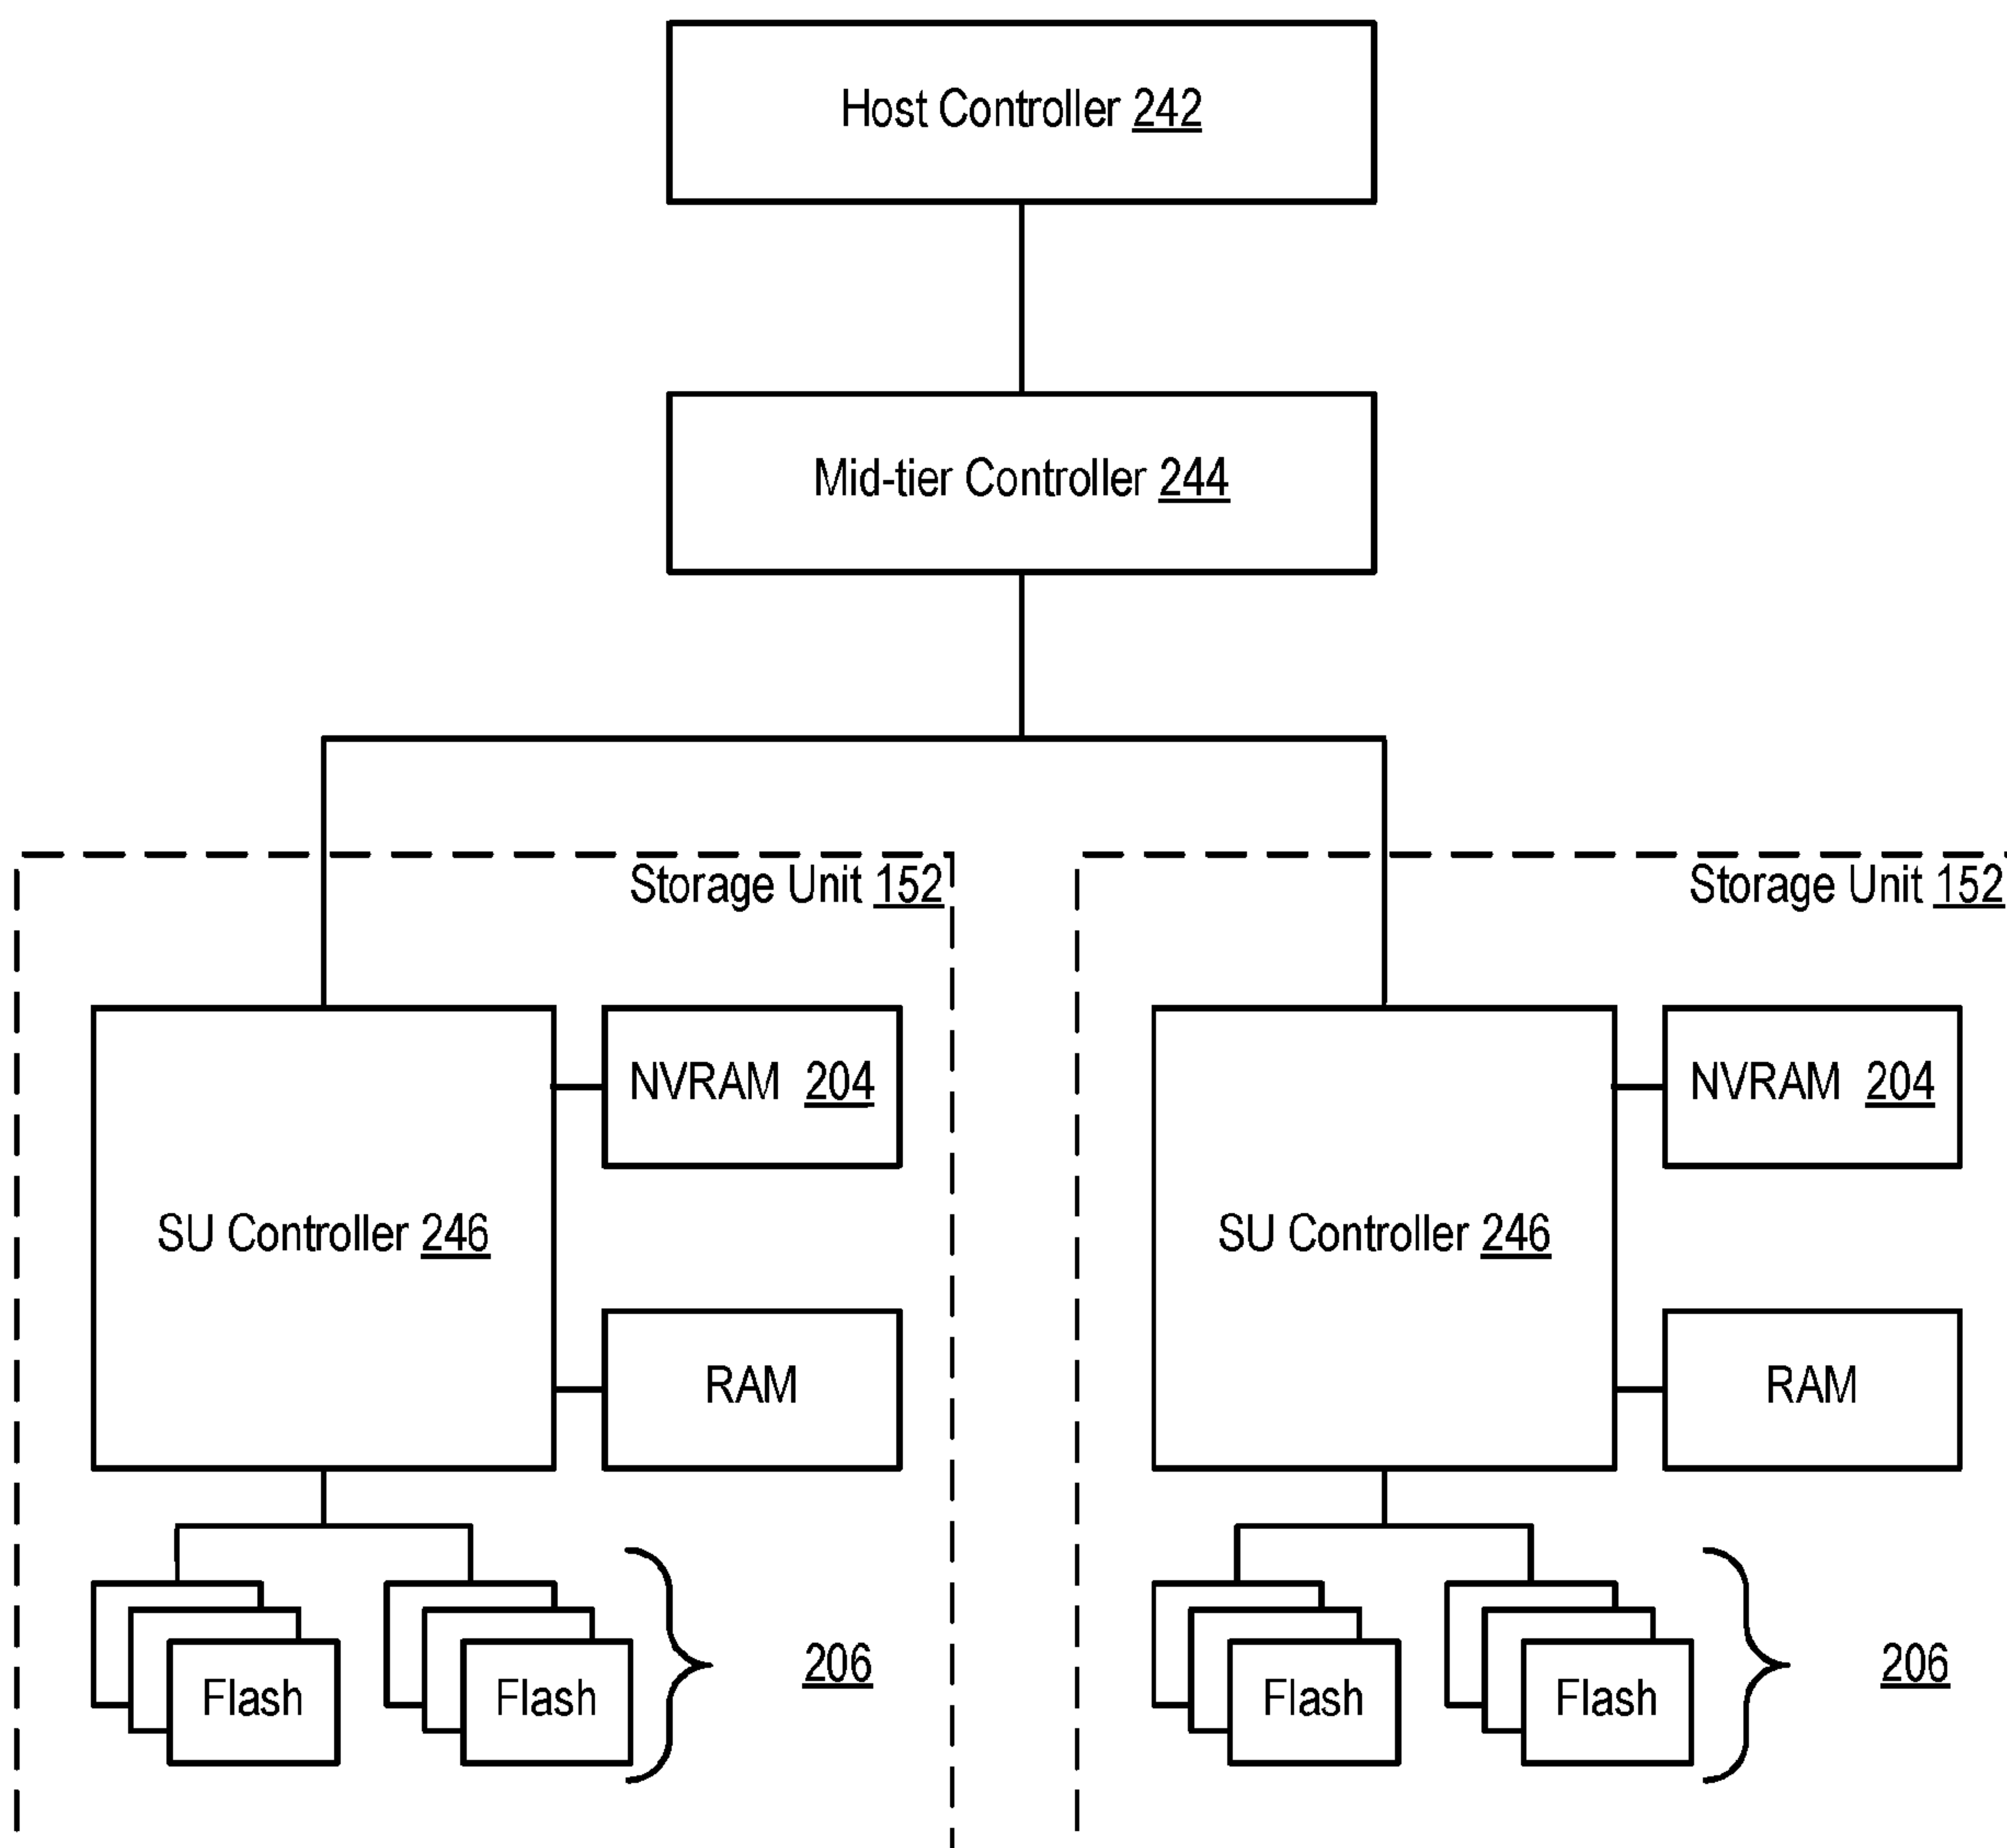 Host Controller 242
Mid-tier Controller 244
Storage Unit 152
Storage Unit 152
NVRAM 204
NVRAM 204
SU Controller 246
SU Controller 246
RAM
RAM
206
206
Flash
Flash
Flash
Flash